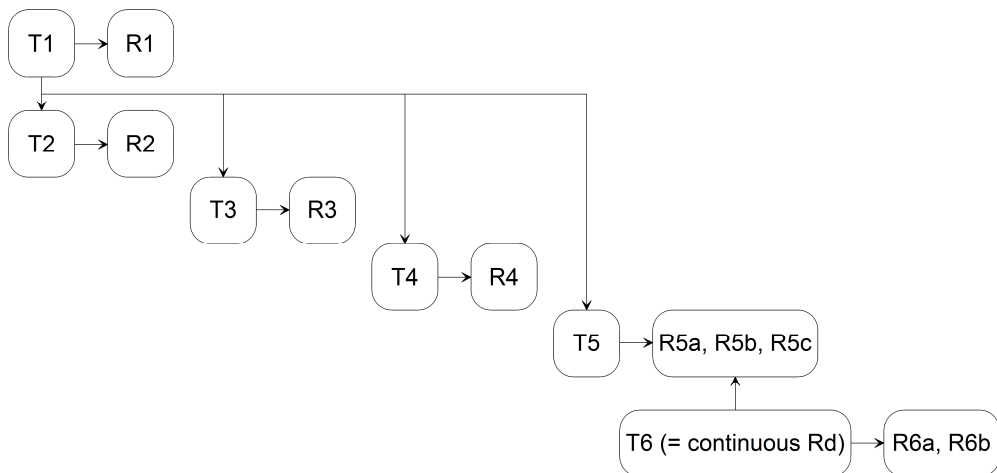 T1
R1
T2
R2
T3
R3
T4
R4
T5
R5a, R5b, R5c
T6 (= continuous Rd)
R6a, R6b